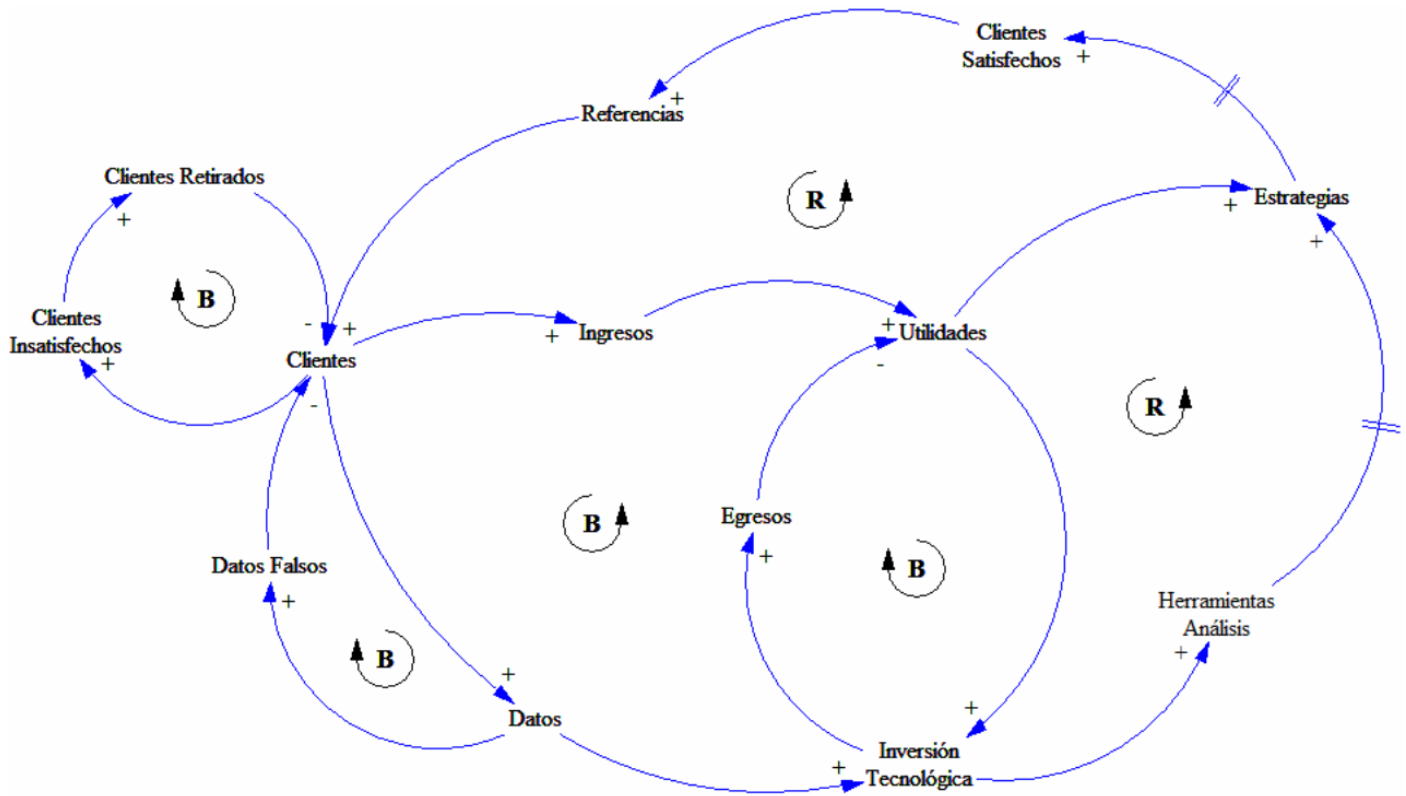 Clientes
Satisfechos
+
Referencias
+
Clientes Retirados
+
R
Estrategias
+
+
B
Clientes
Insatisfechos
+
-
+
Clientes
-
+
Ingresos
+
Utilidades
-
R
Egresos
+
B
B
Datos Falsos
+
Herramientas
Análisis
+
B
+
Datos
+
+
Inversión
Tecnológica